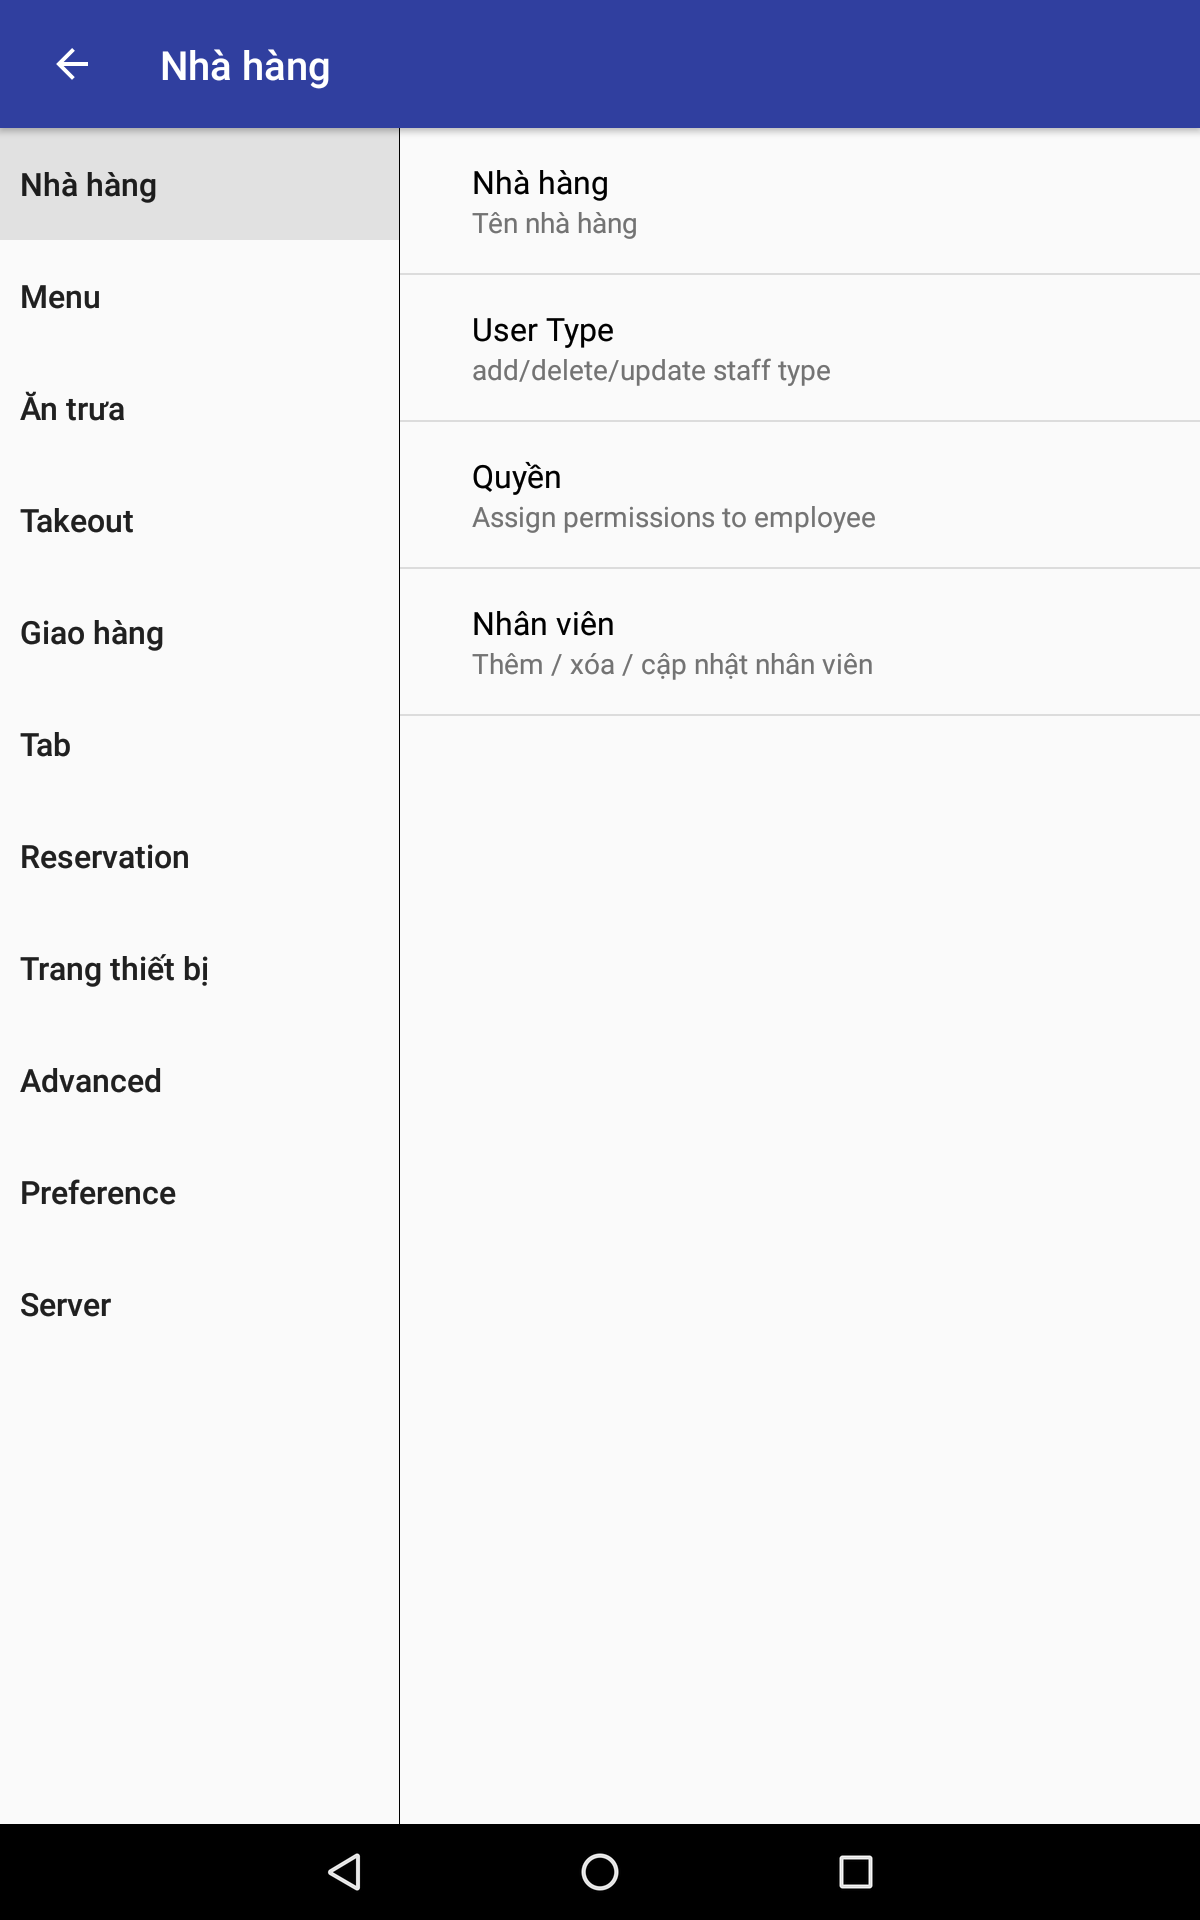 Nhà hàng
Nhà hàng
Menu
Ăn trưa
Takeout
Giao hàng
Tab
Reservation
Trang thiết bị
Advanced
Preference
Server
Nhà hàng
Tên nhà hàng
User Type
add/delete/update staff type
Quyền
Assign permissions to employee
Nhân viên
Thêm / xóa / cập nhật nhân viên